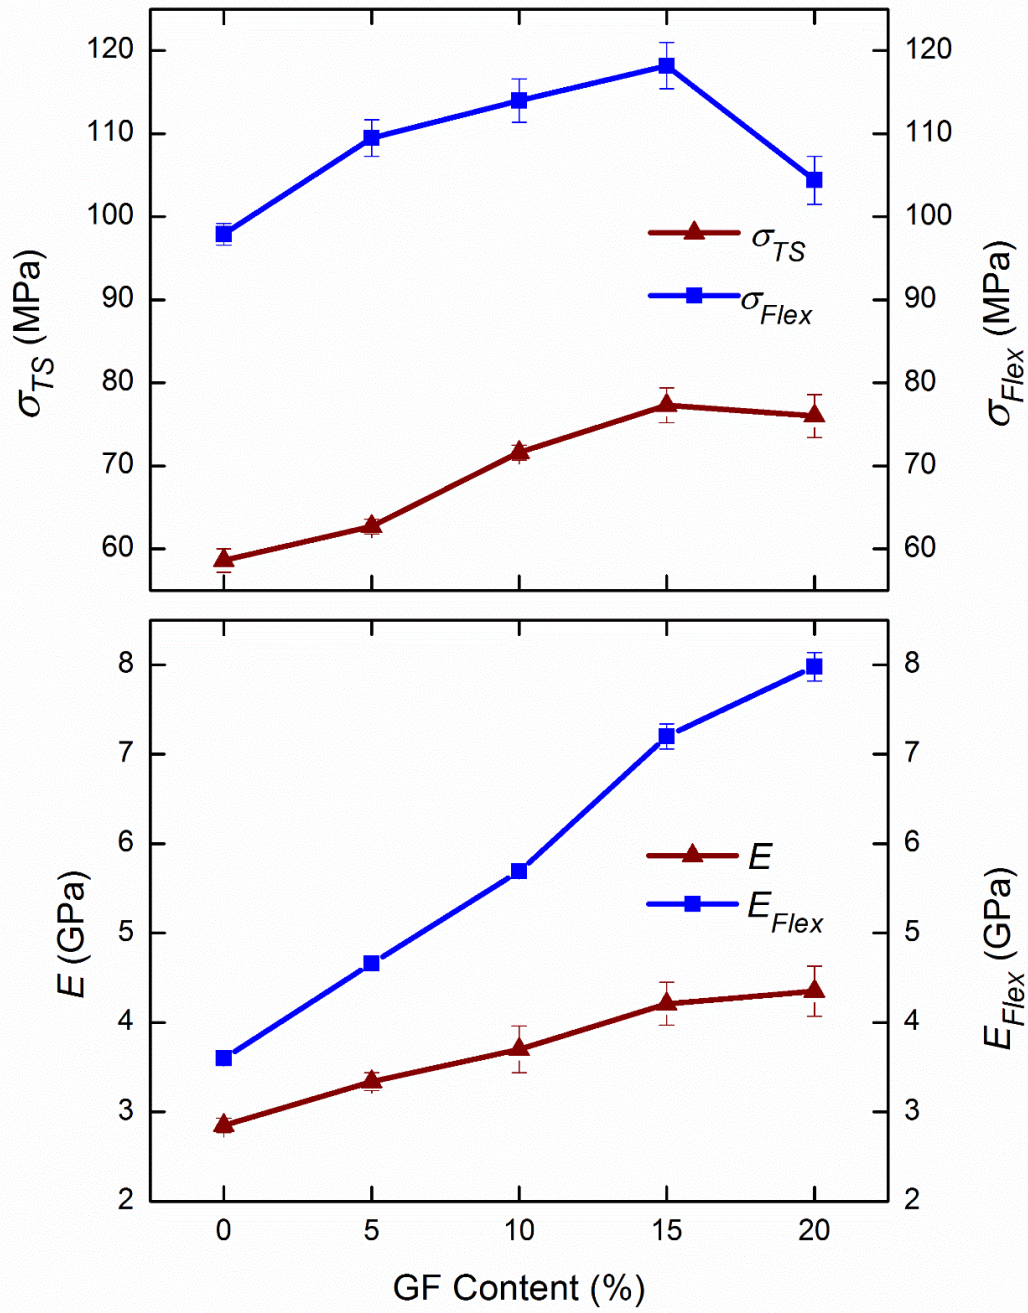 120
110
100
90
80
70
60
σTS (MPa)
σTS
σFlex
120
110
100
90
80
70
60
σFlex (MPa)
8
7
6
5
4
3
2
E (GPa)
E
EFlex
8
7
6
5
4
3
2
EFlex (GPa)
0 5 10 15 20
GF Content (%)